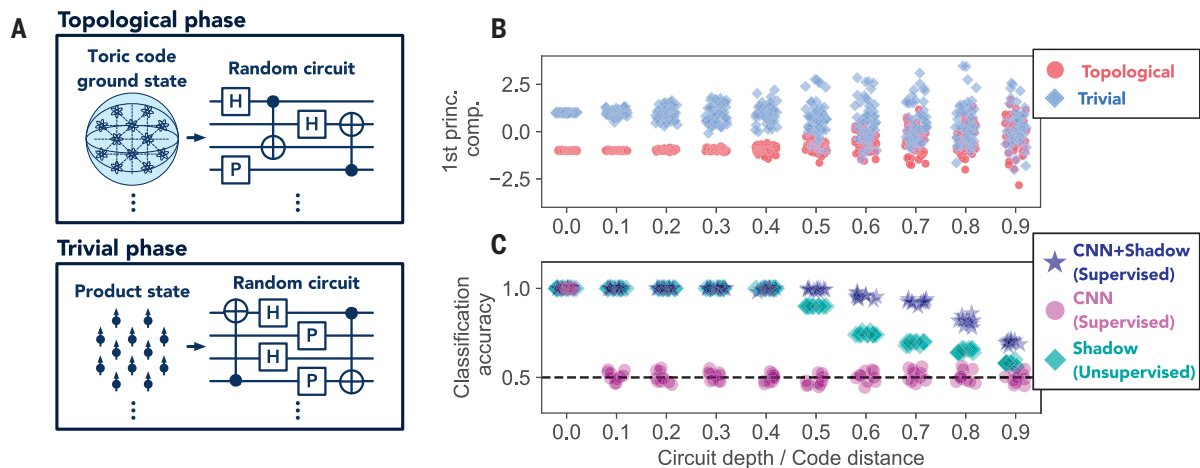 A
Topological phase
Toric code
ground state
Random circuit
H
H
P
⋮
⋮
Trivial phase
Product state
Random circuit
H
P
H
P
⋮
⋮
B
1st princ.
comp.
2.5
0.0
−2.5
0.0 0.1 0.2 0.3 0.4 0.5 0.6 0.7 0.8 0.9
Topological
Trivial
C
Classification
accuracy
1.0
0.5
0.0 0.1 0.2 0.3 0.4 0.5 0.6 0.7 0.8 0.9
Circuit depth / Code distance
CNN+Shadow
(Supervised)
CNN
(Supervised)
Shadow
(Unsupervised)